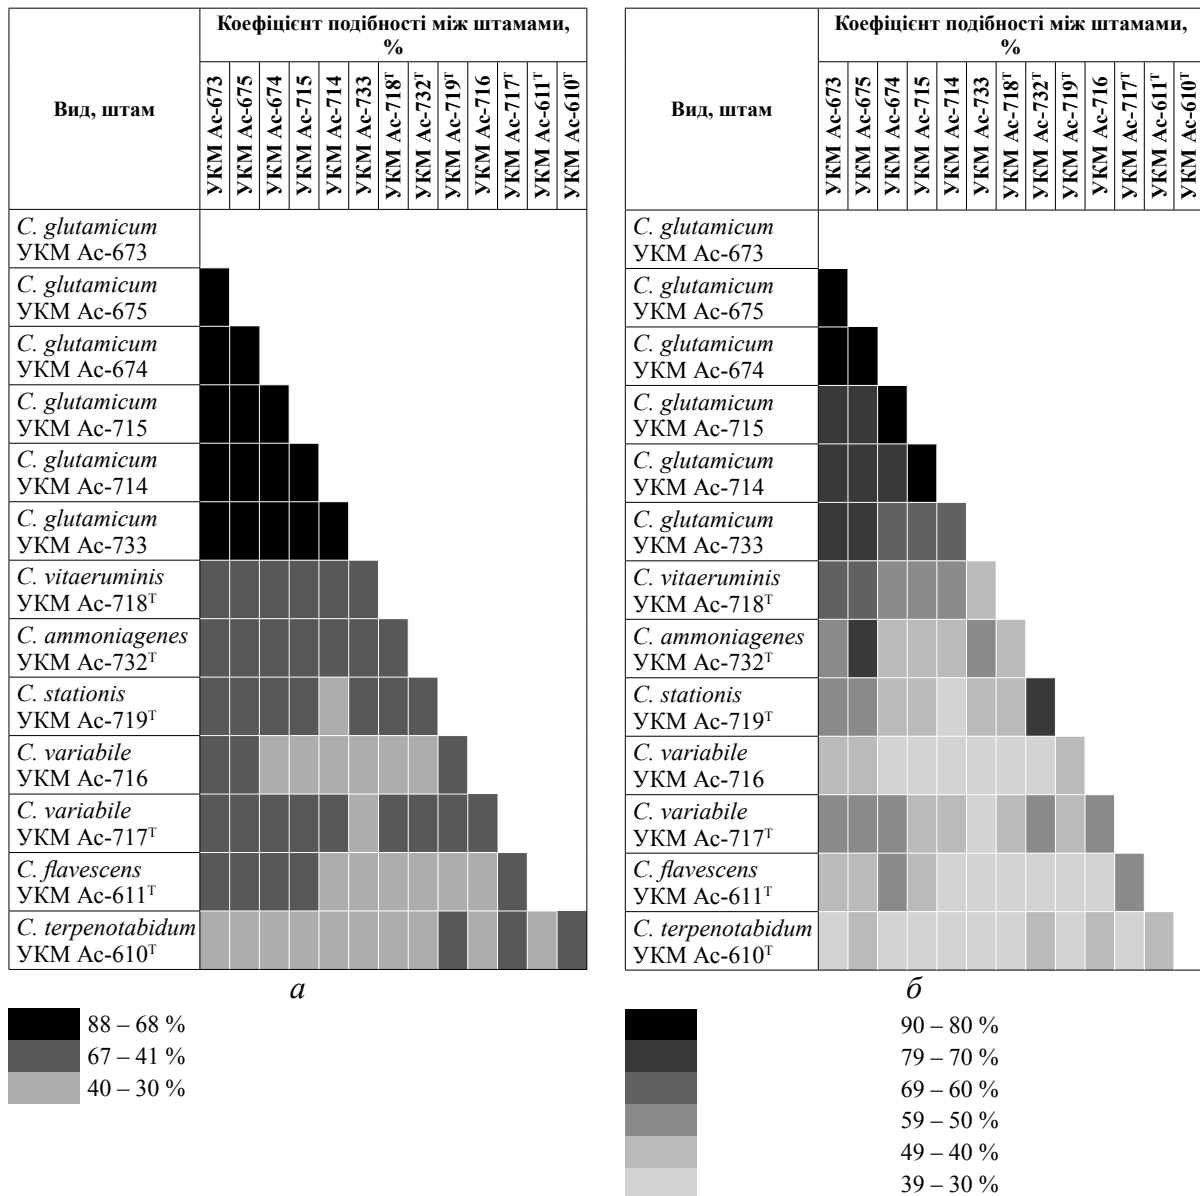 Вид, штам
Коефіцієнт подібності між штамами,
%
УКМ Ас-673
УКМ Ас-675
УКМ Ас-674
УКМ Ас-715
УКМ Ас-714
УКМ Ас-733
УКМ Ас-718ᵀ
УКМ Ас-732ᵀ
УКМ Ас-719ᵀ
УКМ Ас-716
УКМ Ас-717ᵀ
УКМ Ас-611ᵀ
УКМ Ас-610ᵀ
C. glutamicum
УКМ Ас-673
C. glutamicum
УКМ Ас-675
C. glutamicum
УКМ Ас-674
C. glutamicum
УКМ Ас-715
C. glutamicum
УКМ Ас-714
C. glutamicum
УКМ Ас-733
C. vitaeruminis
УКМ Ас-718ᵀ
C. ammoniagenes
УКМ Ас-732ᵀ
C. stationis
УКМ Ас-719ᵀ
C. variabile
УКМ Ас-716
C. variabile
УКМ Ас-717ᵀ
C. flavescens
УКМ Ас-611ᵀ
C. terpenotabidum
УКМ Ас-610ᵀ
а
88 – 68 %
67 – 41 %
40 – 30 %
Вид, штам
Коефіцієнт подібності між штамами,
%
УКМ Ас-673
УКМ Ас-675
УКМ Ас-674
УКМ Ас-715
УКМ Ас-714
УКМ Ас-733
УКМ Ас-718ᵀ
УКМ Ас-732ᵀ
УКМ Ас-719ᵀ
УКМ Ас-716
УКМ Ас-717ᵀ
УКМ Ас-611ᵀ
УКМ Ас-610ᵀ
C. glutamicum
УКМ Ас-673
C. glutamicum
УКМ Ас-675
C. glutamicum
УКМ Ас-674
C. glutamicum
УКМ Ас-715
C. glutamicum
УКМ Ас-714
C. glutamicum
УКМ Ас-733
C. vitaeruminis
УКМ Ас-718ᵀ
C. ammoniagenes
УКМ Ас-732ᵀ
C. stationis
УКМ Ас-719ᵀ
C. variabile
УКМ Ас-716
C. variabile
УКМ Ас-717ᵀ
C. flavescens
УКМ Ас-611ᵀ
C. terpenotabidum
УКМ Ас-610ᵀ
б
90 – 80 %
79 – 70 %
69 – 60 %
59 – 50 %
49 – 40 %
39 – 30 %